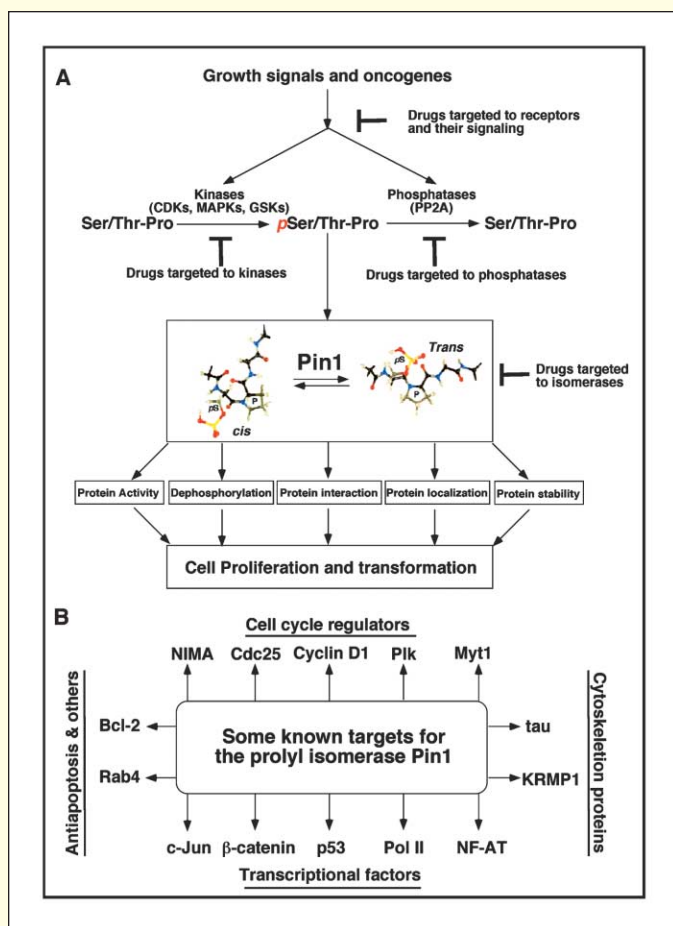 A
Growth signals and oncogenes
Drugs targeted to receptors
and their signaling
Kinases
(CDKs, MAPKs, GSKs)
Phosphatases
(PP2A)
Ser/Thr-Pro
pSer/Thr-Pro
Ser/Thr-Pro
Drugs targeted to kinases
Drugs targeted to phosphatases
Pin1
Trans
pS
P
cis
pS
P
Drugs targeted
to isomerases
Protein Activity
Dephosphorylation
Protein interaction
Protein localization
Protein stability
Cell Proliferation and transformation
B
Cell cycle regulators
NIMA
Cdc25
Cyclin D1
Plk
Myt1
Antiapoptosis & others
Bcl-2
Rab4
Some known targets for
the prolyl isomerase Pin1
tau
KRMP1
Cytoskeletion proteins
c-Jun
β-catenin
p53
Pol II
NF-AT
Transcriptional factors